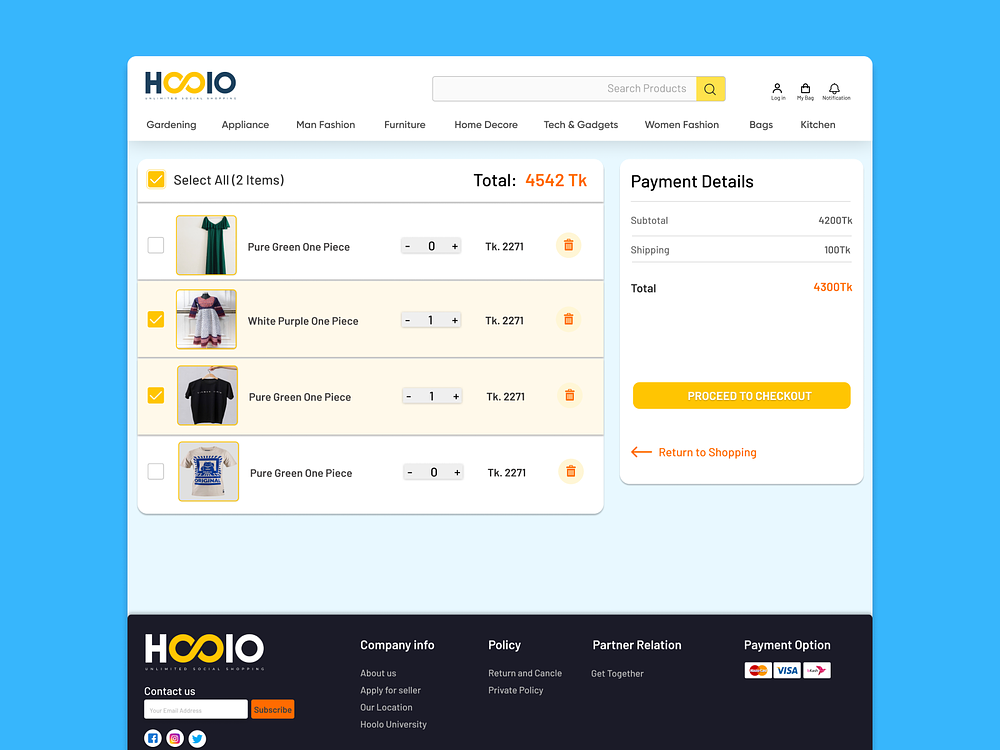 HOOLO
UNLIMITED SOCIAL SHOPPING
Search Products
Log in
My Bag
Notification
Gardening Appliance Man Fashion Furniture Home Decore Tech & Gadgets Women Fashion Bags Kitchen
Select All (2 Items) Total: 4542 Tk
Pure Green One Piece - 0 + Tk. 2271
White Purple One Piece - 1 + Tk. 2271
Pure Green One Piece - 1 + Tk. 2271
ORIGINAL
Pure Green One Piece - 0 + Tk. 2271
Payment Details
Subtotal 4200Tk
Shipping 100Tk
Total 4300Tk
PROCEED TO CHECKOUT
Return to Shopping
HOOLO
UNLIMITED SOCIAL SHOPPING
Contact us
Your Email Address
Subscribe
Company info
About us
Apply for seller
Our Location
Hoolo University
Policy
Return and Cancle
Private Policy
Partner Relation
Get Together
Payment Option
VISA